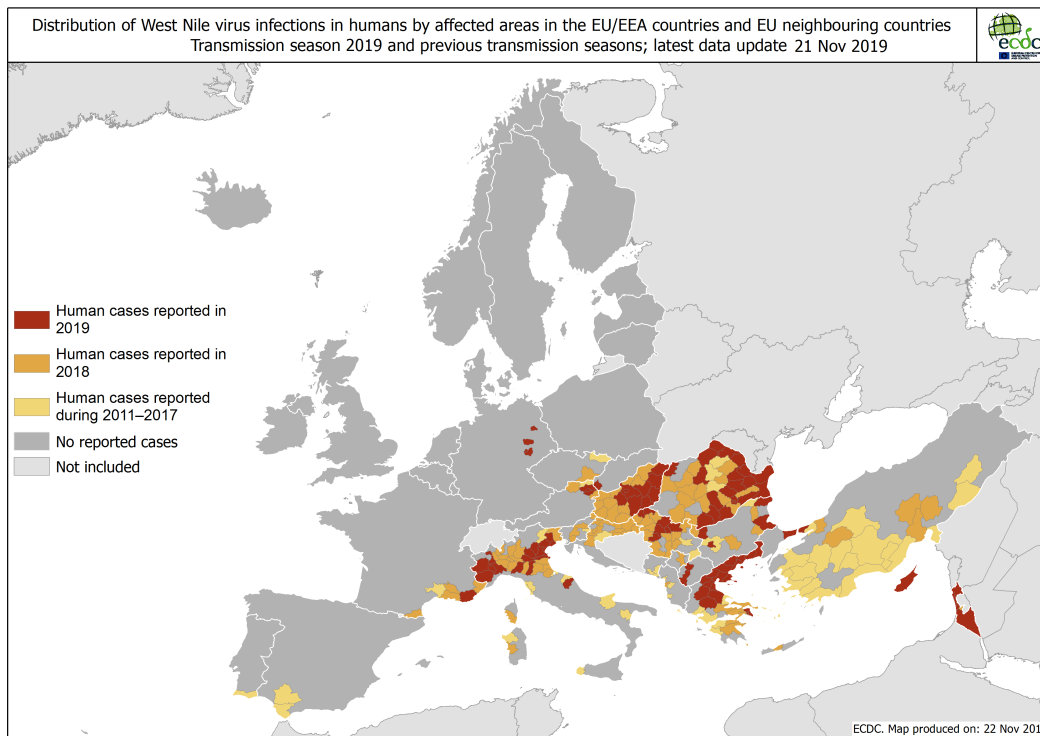 Distribution of West Nile virus infections in humans by affected areas in the EU/EEA countries and EU neighbouring countries
Transmission season 2019 and previous transmission seasons; latest data update 21 Nov 2019
ecdc
Human cases reported in
2019
Human cases reported in
2018
Human cases reported
during 2011–2017
No reported cases
Not included
ECDC. Map produced on: 22 Nov 201